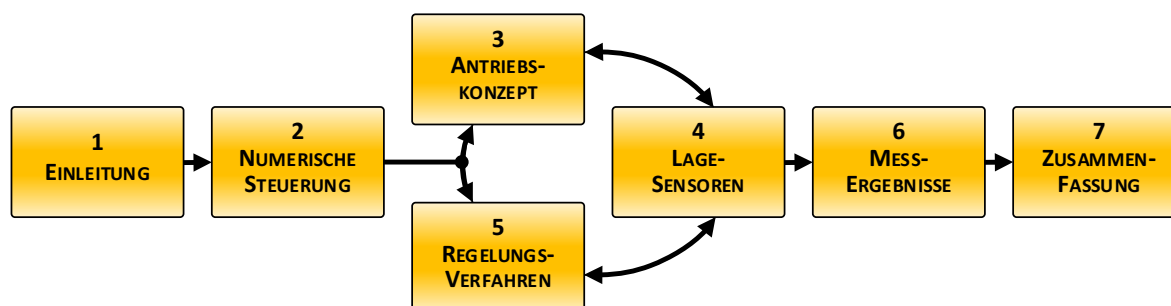 1
EINLEITUNG
2
NUMERISCHE
STEUERUNG
3
ANTRIEBS-
KONZEPT
4
LAGE-
SENSOREN
5
REGELUNGS-
VERFAHREN
6
MESS-
ERGEBNISSE
7
ZUSAMMEN-
FASSUNG